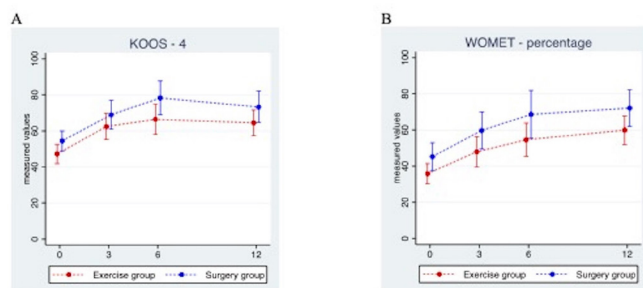 A
B
KOOS - 4
WOMET - percentage
measured values
measured values
0 20 40 60 80 100
0 20 40 60 80 100
0 3 6 12
0 3 6 12
Exercise group Surgery group
Exercise group Surgery group